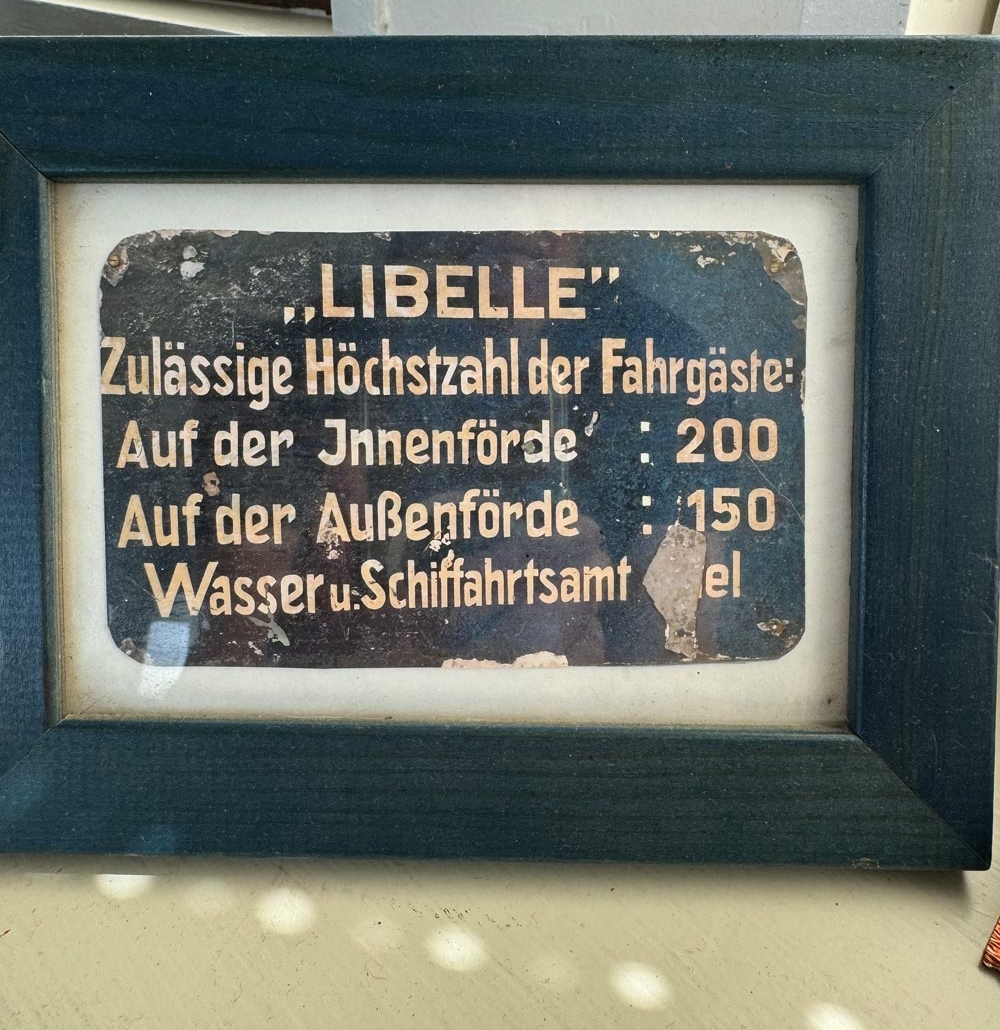 „LIBELLE”
Zulässige Höchstzahl der Fahrgäste:
Auf der Jnnenförde : 200
Auf der Außenförde : 150
Wasser u. Schiffahrtsamt